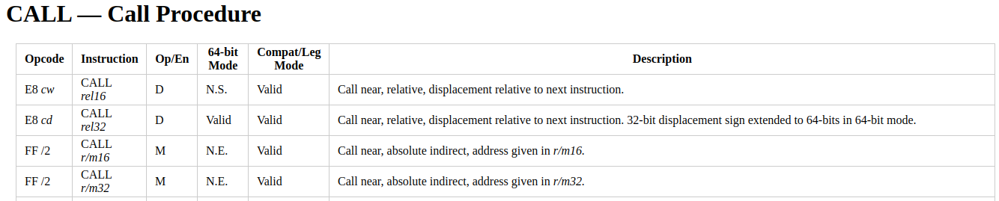 CALL — Call Procedure
Opcode Instruction Op/En 64-bit Mode Compat/Leg Mode Description
E8 cw CALL rel16 D N.S. Valid Call near, relative, displacement relative to next instruction.
E8 cd CALL rel32 D Valid Valid Call near, relative, displacement relative to next instruction. 32-bit displacement sign extended to 64-bits in 64-bit mode.
FF /2 CALL r/m16 M N.E. Valid Call near, absolute indirect, address given in r/m16.
FF /2 CALL r/m32 M N.E. Valid Call near, absolute indirect, address given in r/m32.